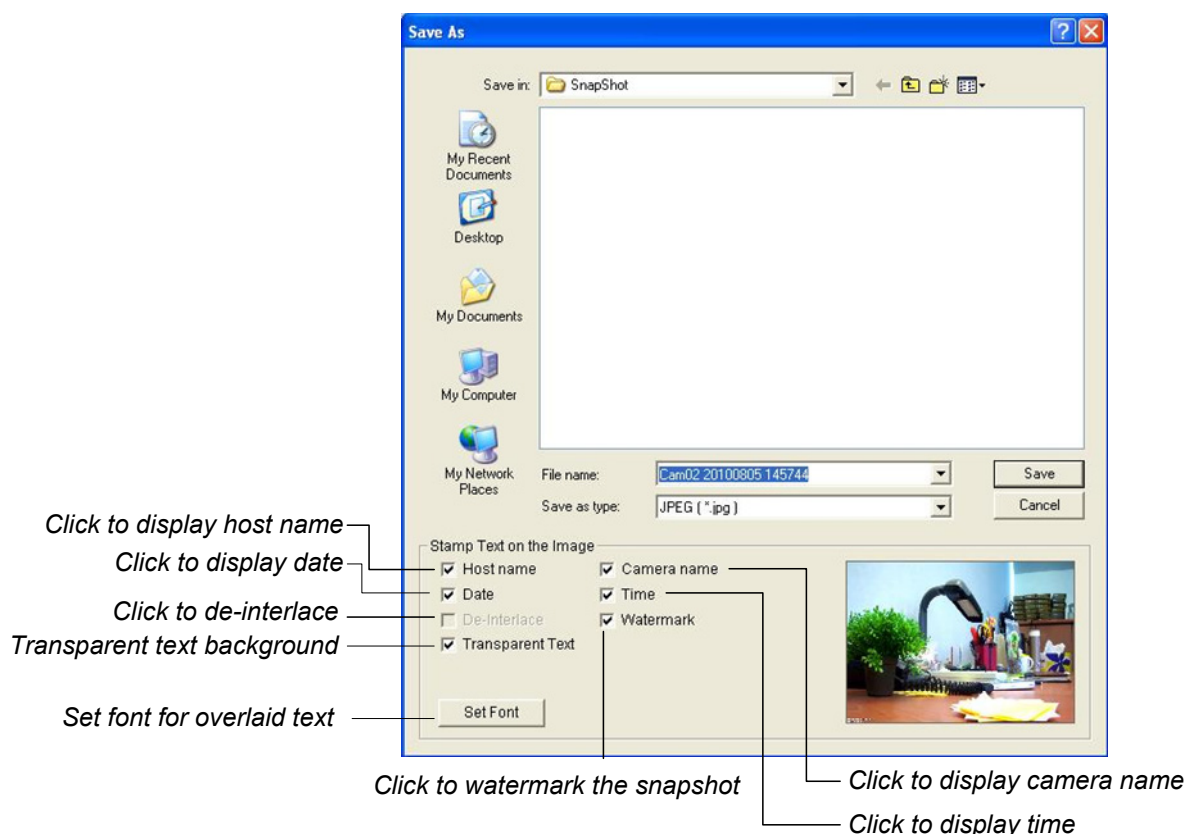 Save As
Save in:
SnapShot
My Recent
Documents
Desktop
My Documents
My Computer
My Network
Places
File name:
Cam02 20100805 145744
Save
Save as type:
JPEG ( *.jpg )
Cancel
Click to display host name
Click to display date
Click to de-interlace
Transparent text background
Set font for overlaid text
Stamp Text on the Image
Host name
Camera name
Date
Time
De-Interlace
Watermark
Transparent Text
Set Font
Click to watermark the snapshot
Click to display camera name
Click to display time